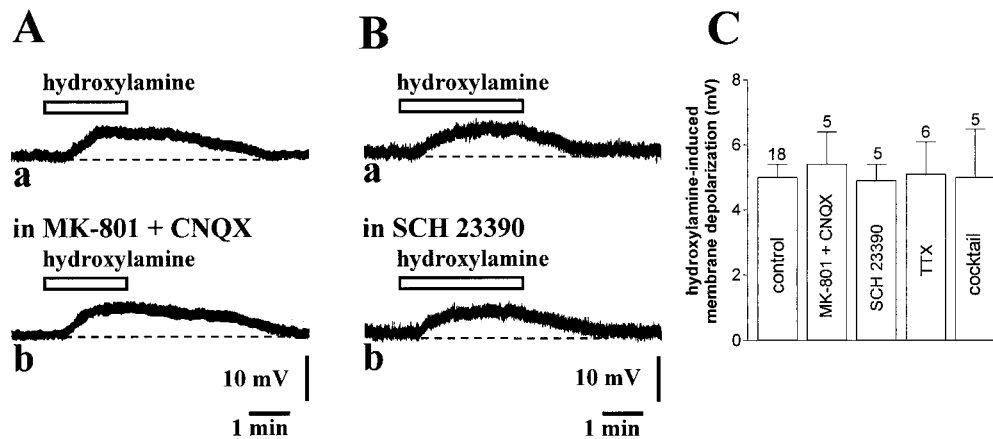 A
hydroxylamine
a
in MK-801 + CNQX
hydroxylamine
b
10 mV
1 min
B
hydroxylamine
a
in SCH 23390
hydroxylamine
b
10 mV
1 min
C
hydroxylamine-induced
membrane depolarization (mV)
8
6
4
2
0
18
5
5
6
5
control
MK-801 + CNQX
SCH 23390
TTX
cocktail